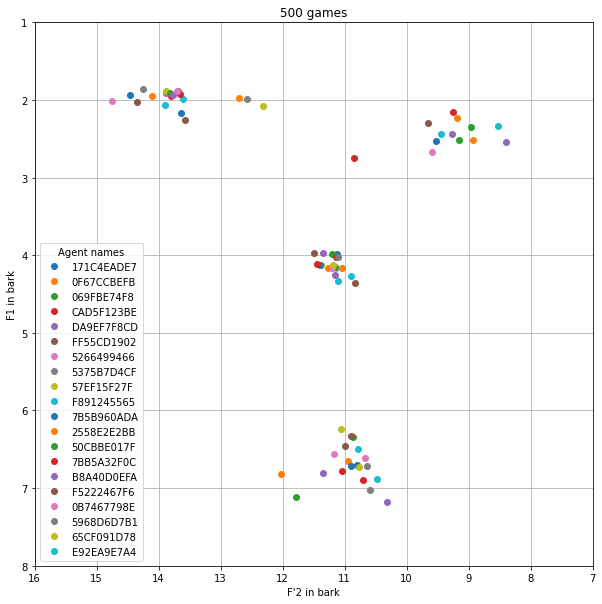 500 games
1
2
3
4
5
6
7
8
F1 in bark
Agent names
171C4EADE7
0F67CCBEFB
069FBE74F8
CAD5F123BE
DA9EF7F8CD
FF55CD1902
5266499466
5375B7D4CF
57EF15F27F
F891245565
7B5B960ADA
2558E2E2BB
50CBBE017F
7BB5A32F0C
B8A40D0EFA
F5222467F6
0B7467798E
5968D6D7B1
65CF091D78
E92EA9E7A4
16 15 14 13 12 11 10 9 8 7
F'2 in bark